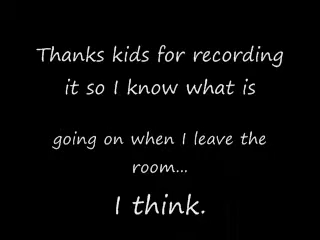 Thanks kids for recording
it so I know what is
going on when I leave the
room...
I think.